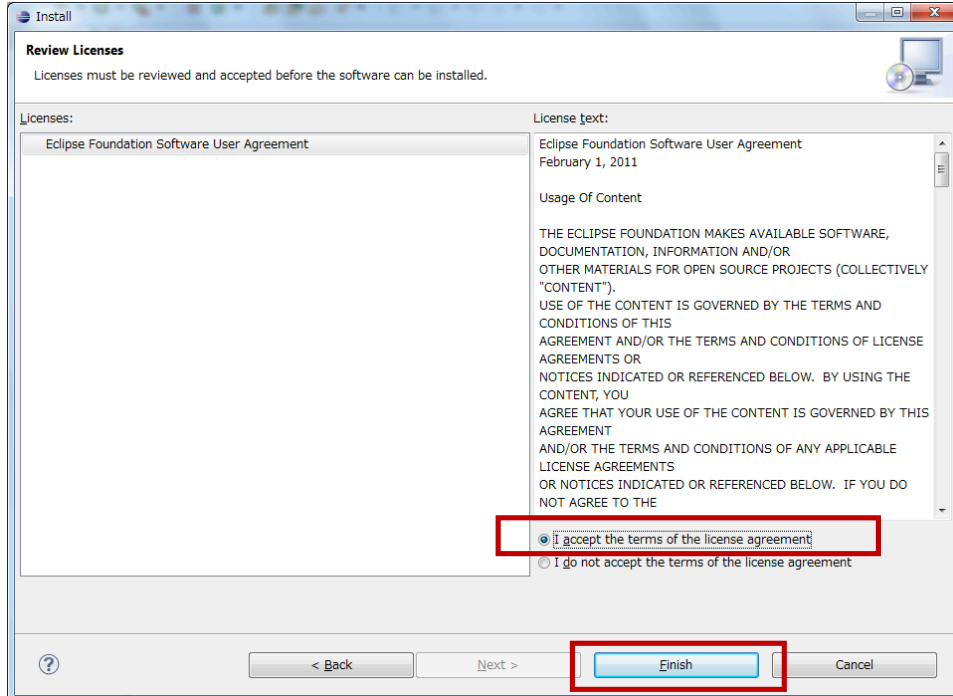 Install
Review Licenses
Licenses must be reviewed and accepted before the software can be installed.
Licenses:
Eclipse Foundation Software User Agreement
License text:
Eclipse Foundation Software User Agreement
February 1, 2011
Usage Of Content
THE ECLIPSE FOUNDATION MAKES AVAILABLE SOFTWARE,
DOCUMENTATION, INFORMATION AND/OR
OTHER MATERIALS FOR OPEN SOURCE PROJECTS (COLLECTIVELY
"CONTENT").
USE OF THE CONTENT IS GOVERNED BY THE TERMS AND
CONDITIONS OF THIS
AGREEMENT AND/OR THE TERMS AND CONDITIONS OF LICENSE
AGREEMENTS OR
NOTICES INDICATED OR REFERENCED BELOW.  BY USING THE
CONTENT, YOU
AGREE THAT YOUR USE OF THE CONTENT IS GOVERNED BY THIS
AGREEMENT
AND/OR THE TERMS AND CONDITIONS OF ANY APPLICABLE
LICENSE AGREEMENTS
OR NOTICES INDICATED OR REFERENCED BELOW.  IF YOU DO
NOT AGREE TO THE
I accept the terms of the license agreement
I do not accept the terms of the license agreement
< Back
Next >
Finish
Cancel